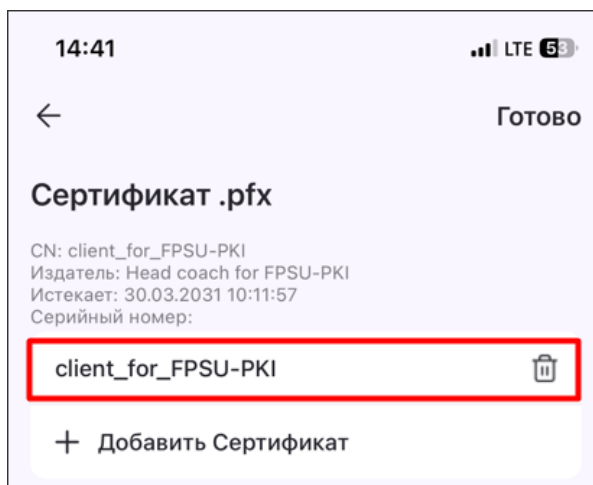 14:41 LTE 53
Готово
Сертификат .pfx
CN: client_for_FPSU-PKI
Издатель: Head coach for FPSU-PKI
Истекает: 30.03.2031 10:11:57
Серийный номер:
client_for_FPSU-PKI
+ Добавить Сертификат